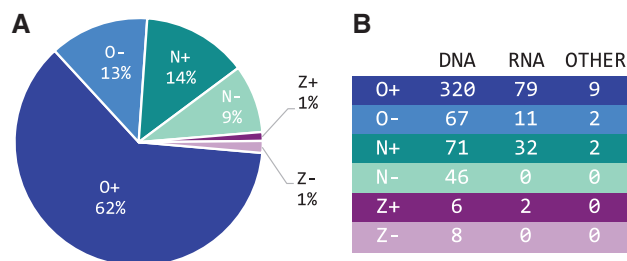 A
O-
13%
N+
14%
N-
9%
Z+
1%
Z-
1%
O+
62%
B
DNA RNA OTHER
O+ 320 79 9
O- 67 11 2
N+ 71 32 2
N- 46 0 0
Z+ 6 2 0
Z- 8 0 0